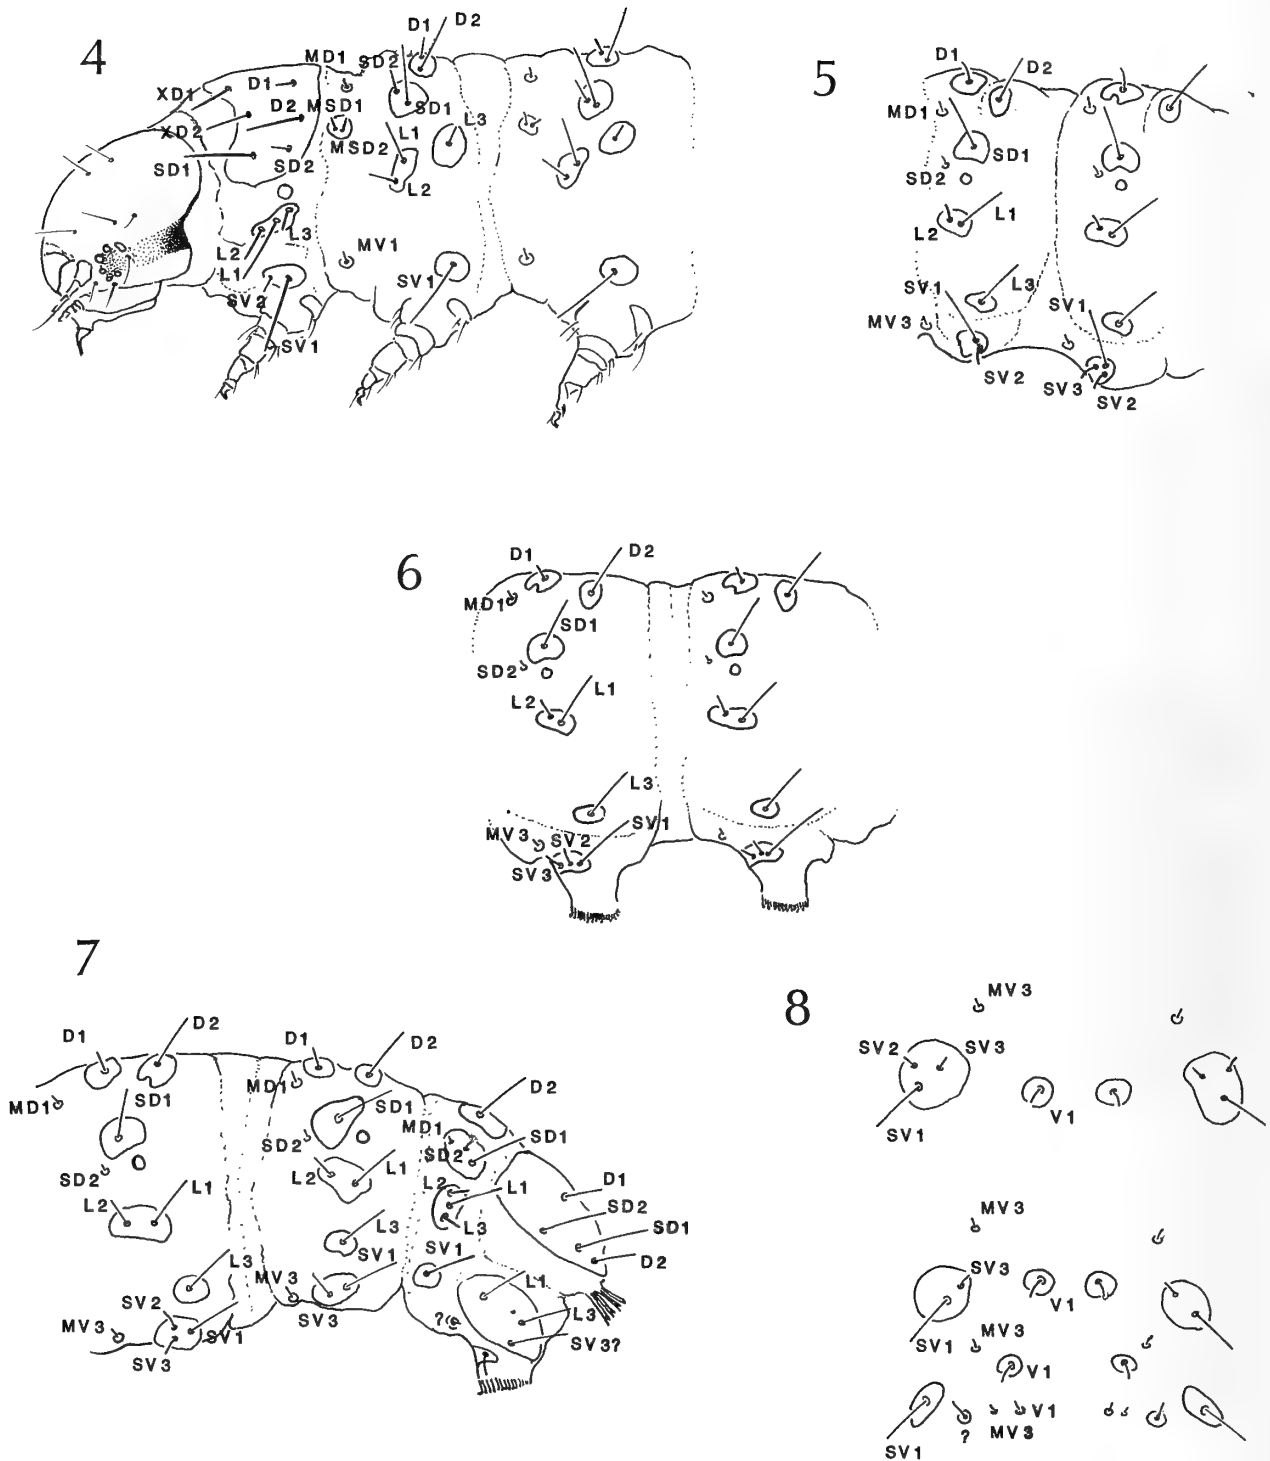 4
D1 D2
MD1 SD2
XD1 D1
D2 MSD1 SD1 L3
XD2 MSD2 L1
SD1 SD2 L2
L2 L3
L1 MV1
SV2 SV1
SV1
5
D1 D2
MD1
SD1
SD2
L1
L2
SV1 L3 SV1
MV3
SV2 SV3
SV2
6
D1 D2
MD1
SD1
SD2
L2 L1
L3
MV3 SV2 SV1
SV3
7
D1 D2 D1 D2
MD1 D2
MD1 SD1 SD1
MD1 SD1
SD2 SD2
SD2
L2 L1 L2 L1 L2 L1 D1
SD2
L3 L3 SD1
SV1 SV1 D2
L3 MV3 L1
SV2 L3
MV3 SV1 SV3 ? SV3?
SV3
8
MV3
SV2 SV3
V1
SV1
MV3
SV3
V1
SV1 MV3
V1
V1
? MV3
SV1